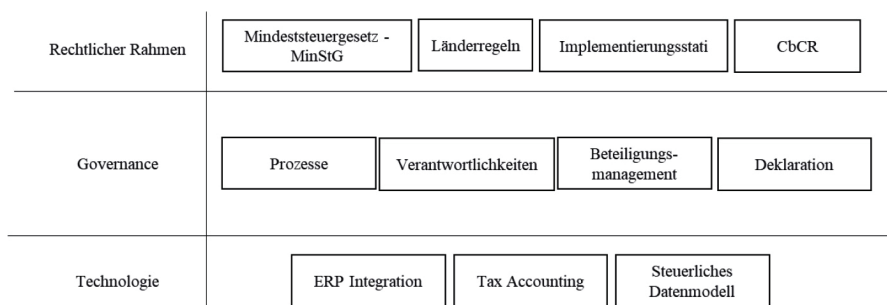 Rechtlicher Rahmen
Mindeststeuergesetz -
MinStG
Länderregeln
Implementierungsstati
CbCR
Governance
Prozesse
Verantwortlichkeiten
Beteiligungs-
management
Deklaration
Technologie
ERP Integration
Tax Accounting
Steuerliches
Datenmodell